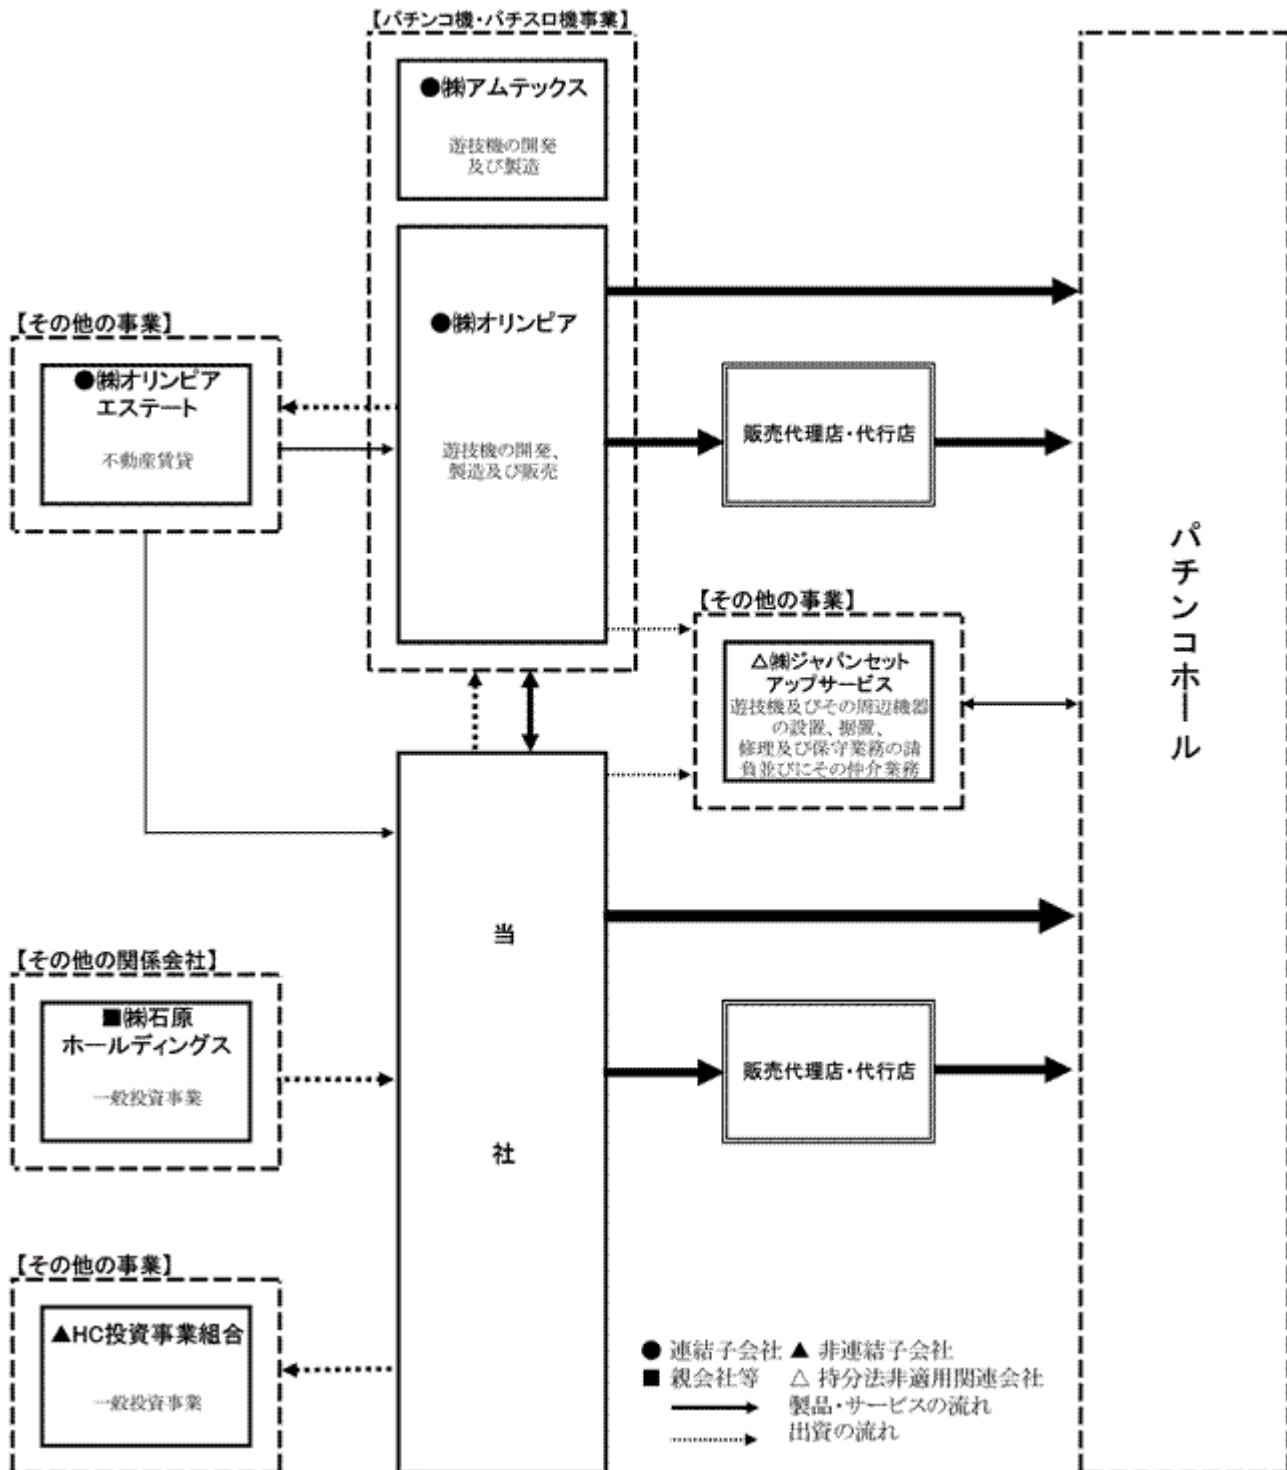 【パチンコ機・パチスロ機事業】
●㈱アムテックス
遊技機の開発
及び製造
●㈱オリンピア
遊技機の開発、
製造及び販売
【その他の事業】
●㈱オリンピア
エステート
不動産賃貸
販売代理店・代行店
【その他の事業】
△㈱ジャパンセット
アップサービス
遊技機及びその周辺機器
の設置、据置、
修理及び保守業務の請
負並びにその仲介業務
パチンコホール
当社
【その他の関係会社】
■㈱石原
ホールディングス
一般投資事業
販売代理店・代行店
【その他の事業】
▲HC投資事業組合
一般投資事業
● 連結子会社 ▲ 非連結子会社
■ 親会社等 △ 持分法非適用関連会社
製品・サービスの流れ
出資の流れ